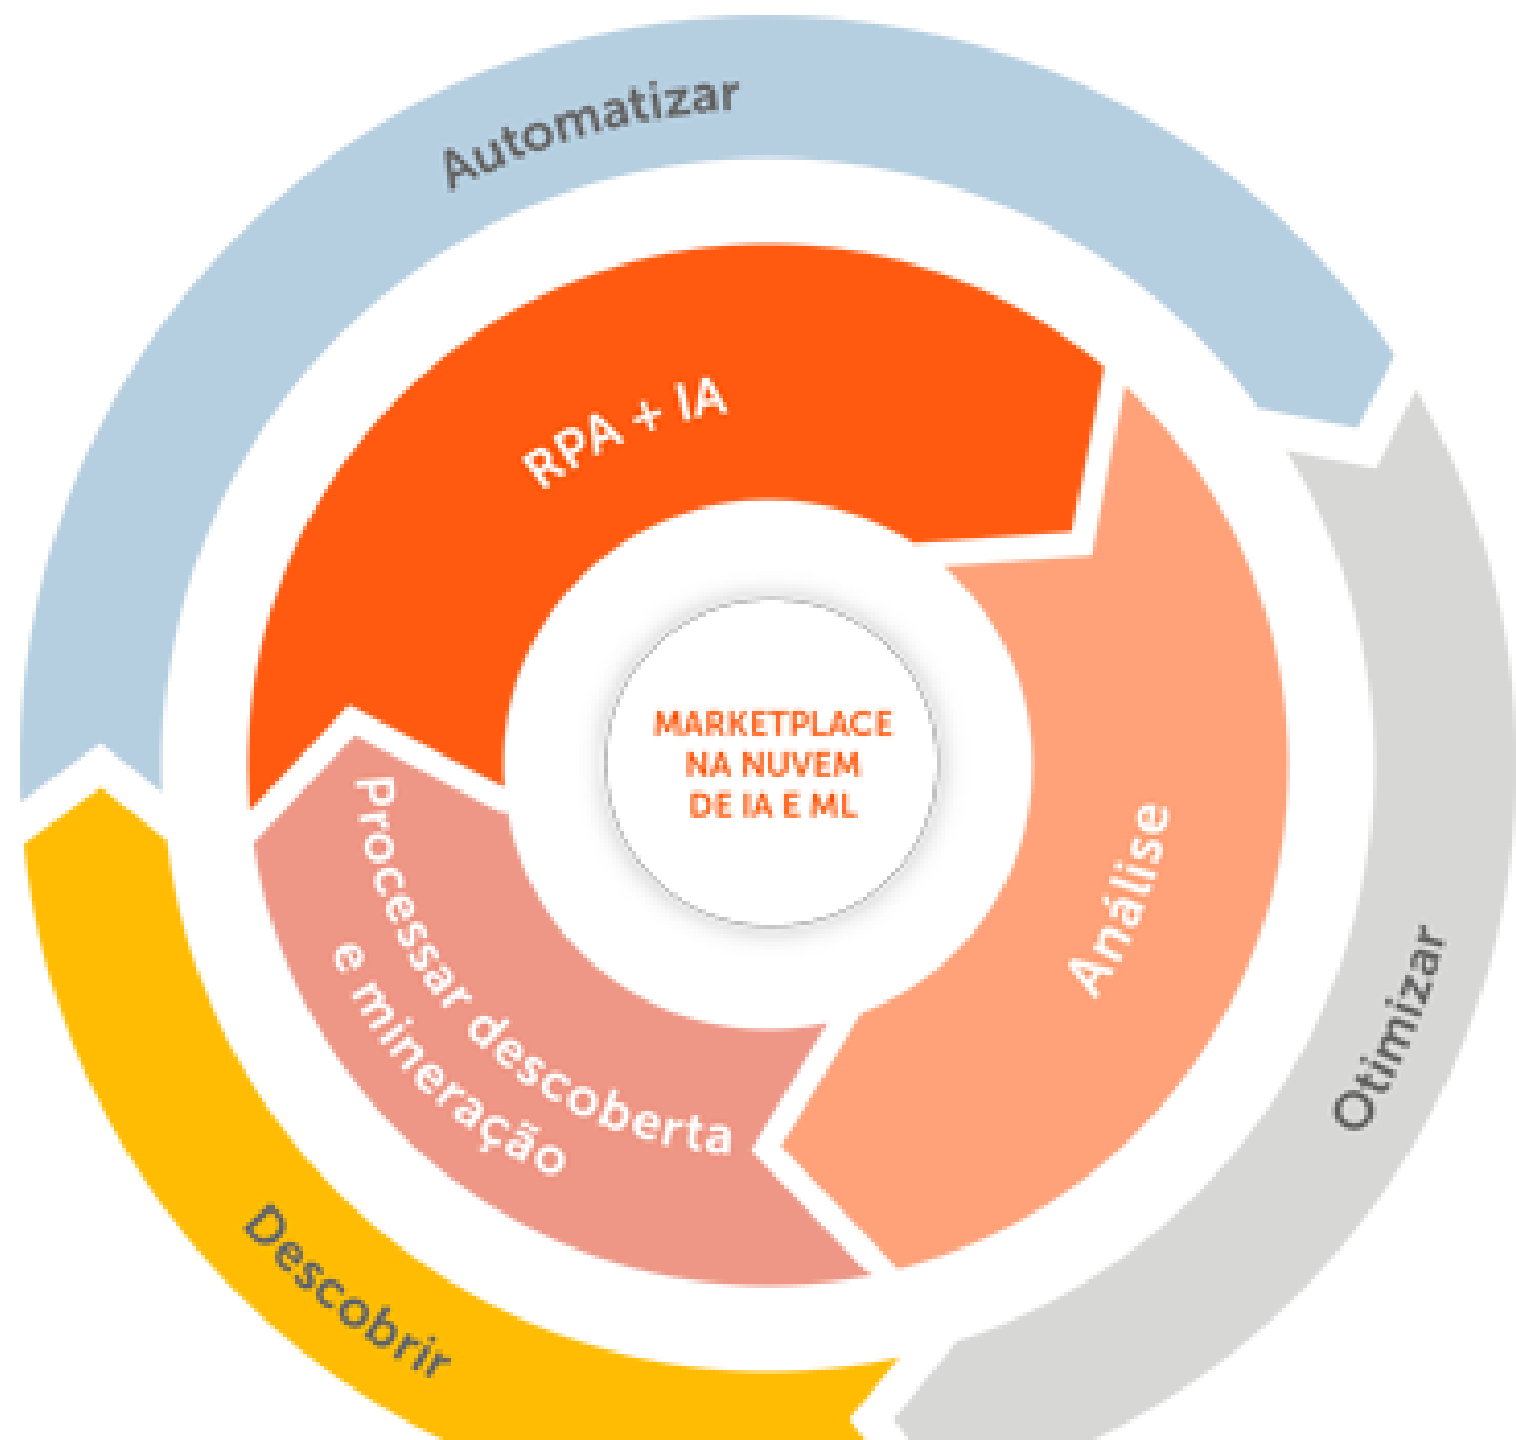 Automatizar
RPA + IA
MARKETPLACE
NA NUVEM
DE IA E ML
Análise
Otimizar
Processar descoberta
e mineração
Descobrir